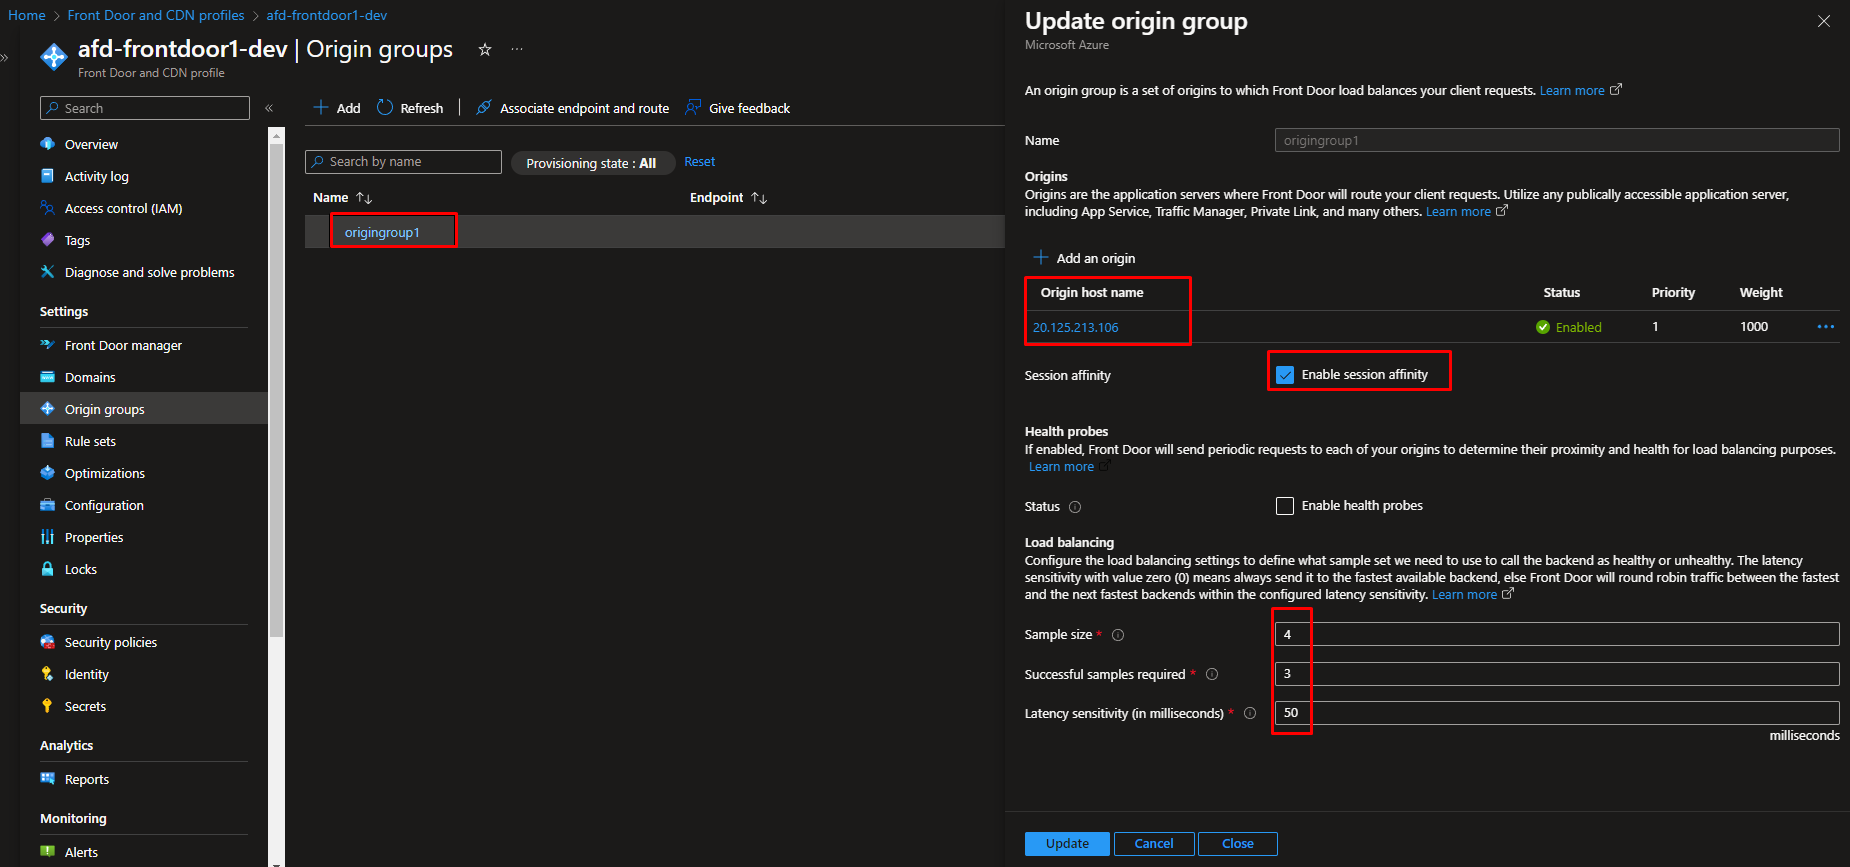 Home > Front Door and CDN profiles > afd-frontdoor1-dev
afd-frontdoor1-dev | Origin groups
Front Door and CDN profile
Search
Overview
Activity log
Access control (IAM)
Tags
Diagnose and solve problems
Settings
Front Door manager
Domains
Origin groups
Rule sets
Optimizations
Configuration
Properties
Locks
Security
Security policies
Identity
Secrets
Analytics
Reports
Monitoring
Alerts
Add Refresh | Associate endpoint and route Give feedback
Search by name Provisioning state : All Reset
Name Endpoint
origingroup1
Update origin group
Microsoft Azure
An origin group is a set of origins to which Front Door load balances your client requests. Learn more
Name origingroup1
Origins
Origins are the application servers where Front Door will route your client requests. Utilize any publically accessible application server,
including App Service, Traffic Manager, Private Link, and many others. Learn more
Add an origin
Origin host name Status Priority Weight
20.125.213.106 Enabled 1 1000
Session affinity Enable session affinity
Health probes
If enabled, Front Door will send periodic requests to each of your origins to determine their proximity and health for load balancing purposes.
Learn more
Status Enable health probes
Load balancing
Configure the load balancing settings to define what sample set we need to use to call the backend as healthy or unhealthy. The latency
sensitivity with value zero (0) means always send it to the fastest available backend, else Front Door will round robin traffic between the fastest
and the next fastest backends within the configured latency sensitivity. Learn more
Sample size * 4
Successful samples required * 3
Latency sensitivity (in milliseconds) * 50
milliseconds
Update Cancel Close